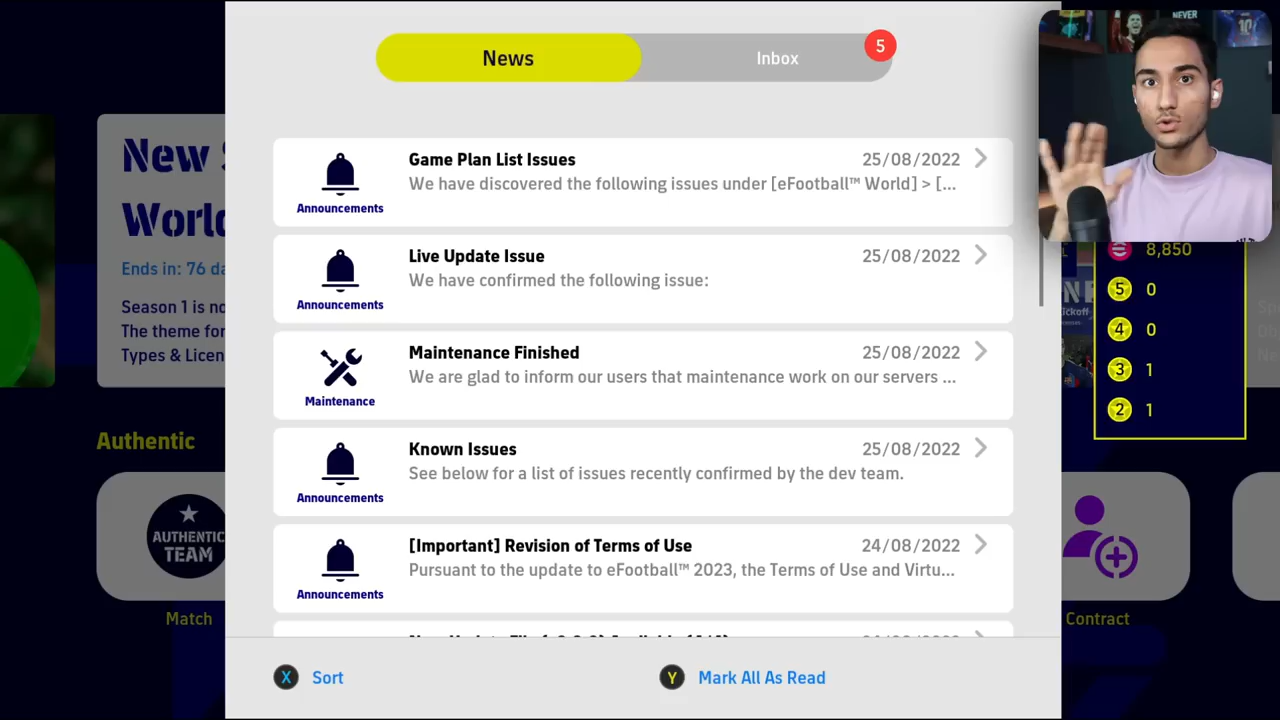 News
Inbox
5
Game Plan List Issues
25/08/2022
We have discovered the following issues under [eFootball™ World] > [...
Announcements
Live Update Issue
25/08/2022
We have confirmed the following issue:
Announcements
Maintenance Finished
25/08/2022
We are glad to inform our users that maintenance work on our servers ...
Maintenance
Known Issues
25/08/2022
See below for a list of issues recently confirmed by the dev team.
Announcements
[Important] Revision of Terms of Use
24/08/2022
Pursuant to the update to eFootball™ 2023, the Terms of Use and Virtu...
Announcements
X Sort
Y Mark All As Read
New
World
Ends in: 76 da
Season 1 is no
The theme for
Types & Licen
Authentic
AUTHENTIC
TEAM
Match
NEVER
10
8,850
5 0
4 0
3 1
2 1
Kickoff
Contract